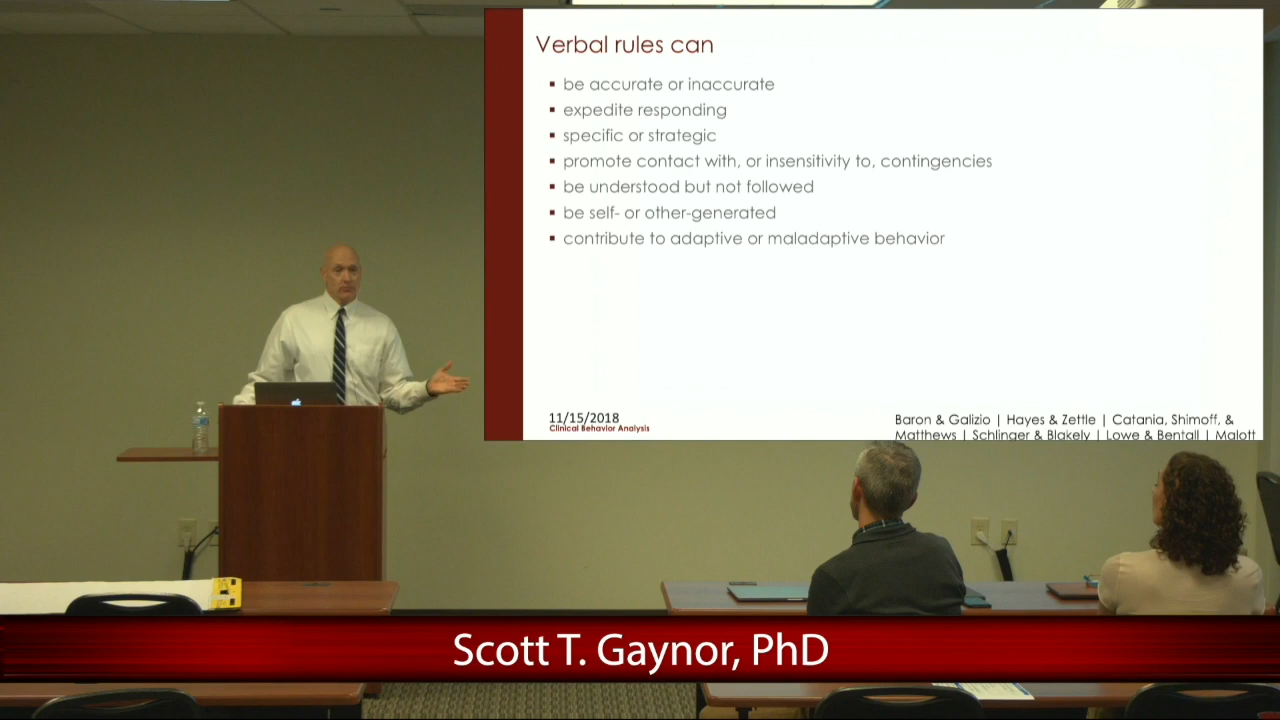 Verbal rules can
be accurate or inaccurate
expedite responding
specific or strategic
promote contact with, or insensitivity to, contingencies
be understood but not followed
be self- or other-generated
contribute to adaptive or maladaptive behavior
11/15/2018
Clinical Behavior Analysis
Baron & Galizio | Hayes & Zettle | Catania, Shimoff, &
Matthews | Schlinger & Blakely | Lowe & Bentall | Malott
Scott T. Gaynor, PhD